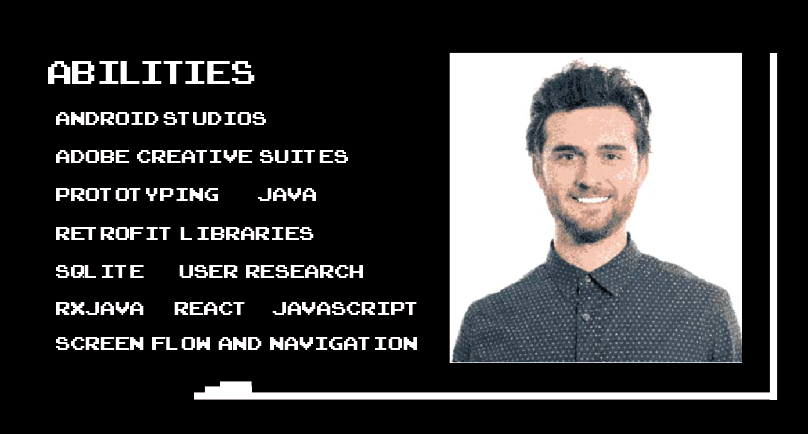 ABILITIES
ANDROID STUDIOS
ADOBE CREATIVE SUITES
PROTOTYPING JAVA
RETROFIT LIBRARIES
SQLITE USER RESEARCH
RXJAVA REACT JAVASCRIPT
SCREEN FLOW AND NAVIGATION